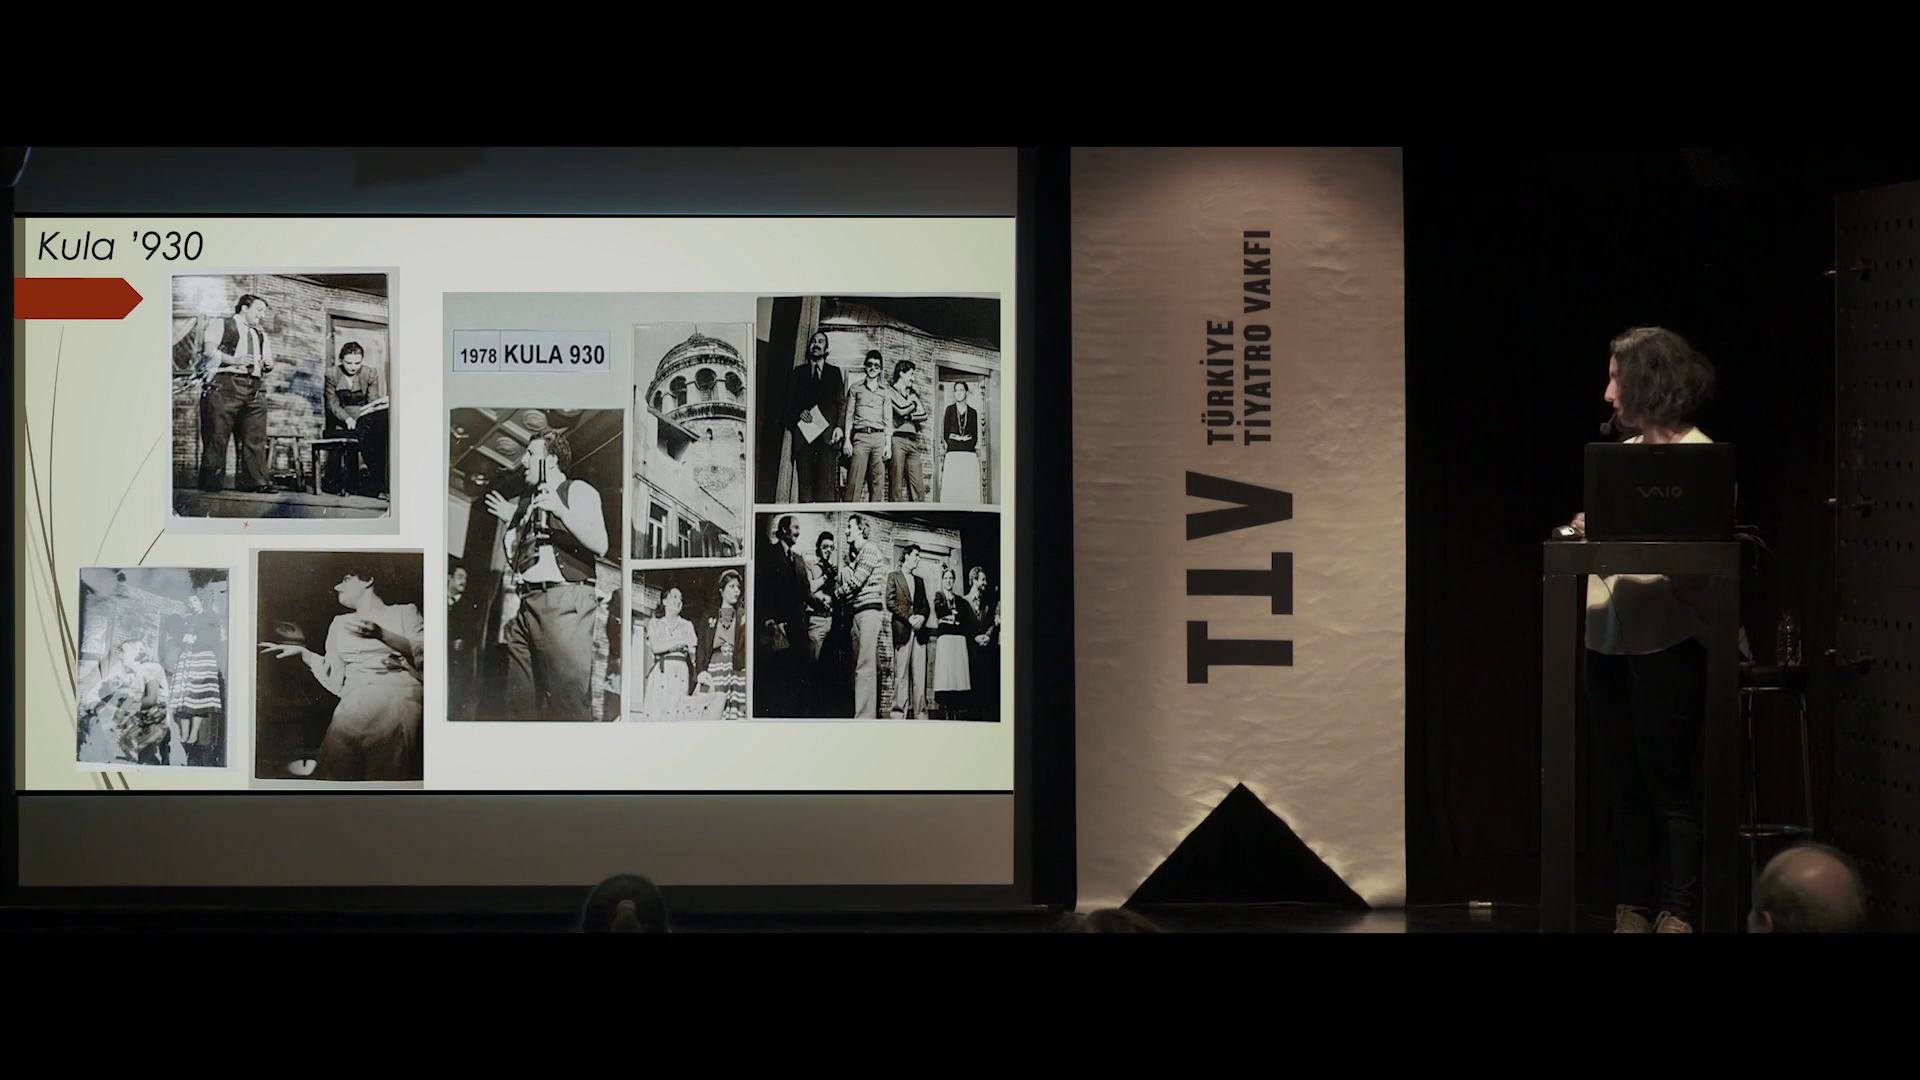 Kula ’930
1978 KULA 930
TÜRKİYE
TİYATRO VAKFI
TTV
VAIO